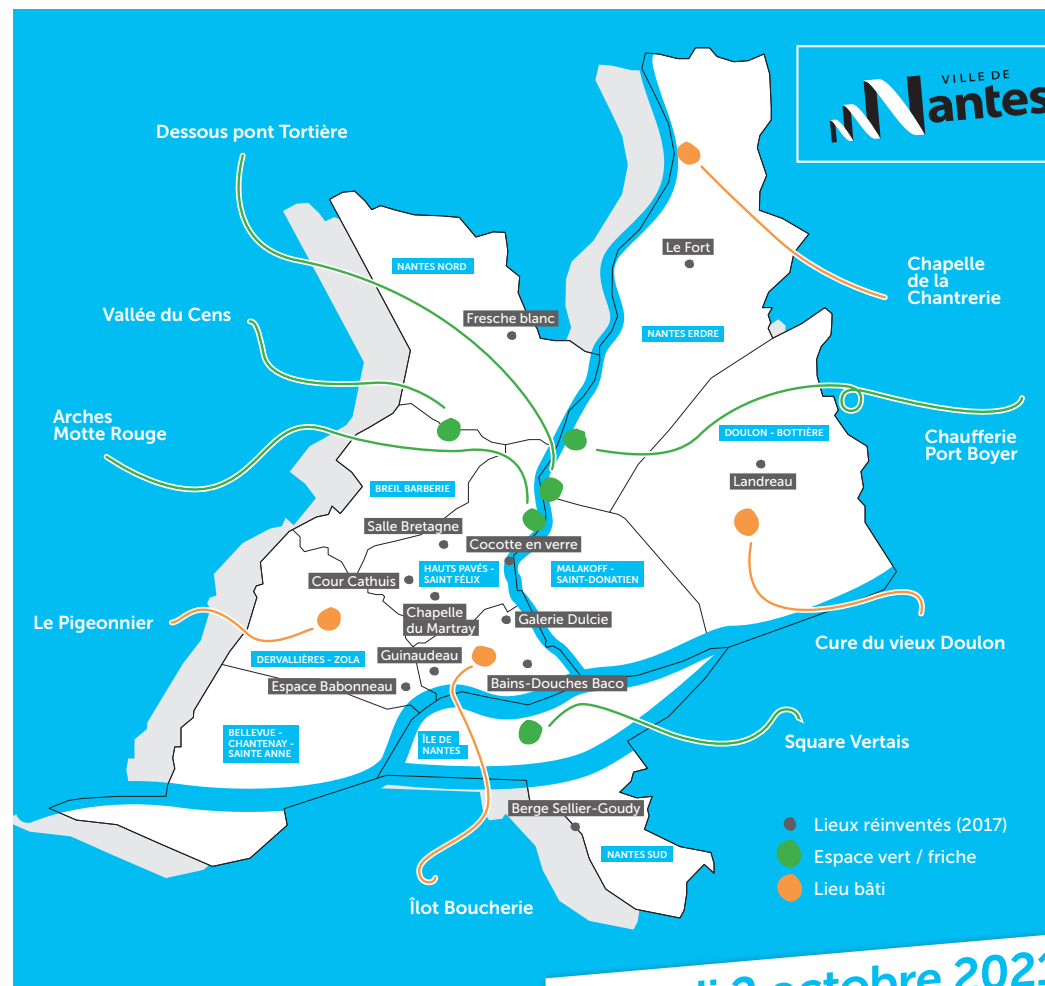 VILLE DE
Nantes
Dessous pont Tortière
Le Fort
NANTES NORD
Chapelle
de la
Chantrerie
Vallée du Cens
Fresche blanc
NANTES ERDRE
Arches
Motte Rouge
DOULON - BOTTIÈRE
Chaufferie
Port Boyer
Landreau
BREIL BARBERIE
Salle Bretagne
Cocotte en verre
HAUTS PAVÉS -
SAINT FÉLIX
MALAKOFF -
SAINT-DONATIEN
Cour Cathuis
Chapelle
du Martray
Galerie Dulcie
Le Pigeonnier
Cure du vieux Doulon
DERVALLIÈRES - ZOLA
Guinaudeau
Bains-Douches Baco
Espace Babonneau
BELLEVUE -
CHANTENAY -
SAINTE ANNE
ÎLE DE
NANTES
Square Vertais
Berge Sellier-Goudy
NANTES SUD
Lieux réinventés (2017)
Espace vert / friche
Lieu bâti
Îlot Boucherie
octobre